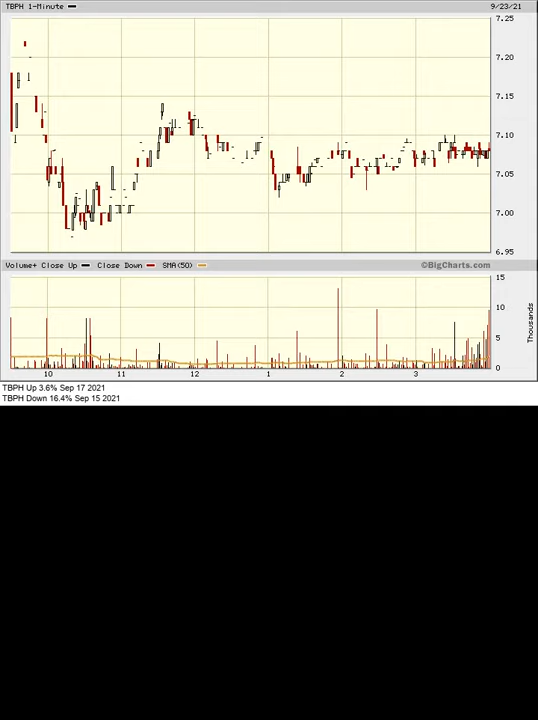 TBPH 1-Minute 9/23/21
7.25
7.20
7.15
7.10
7.05
7.00
6.95
Volume+ Close Up Close Down SMA(50) ©BigCharts.com
15
10
5
0
Thousands
10 11 12 1 2 3
TBPH Up 3.6% Sep 17 2021
TBPH Down 16.4% Sep 15 2021